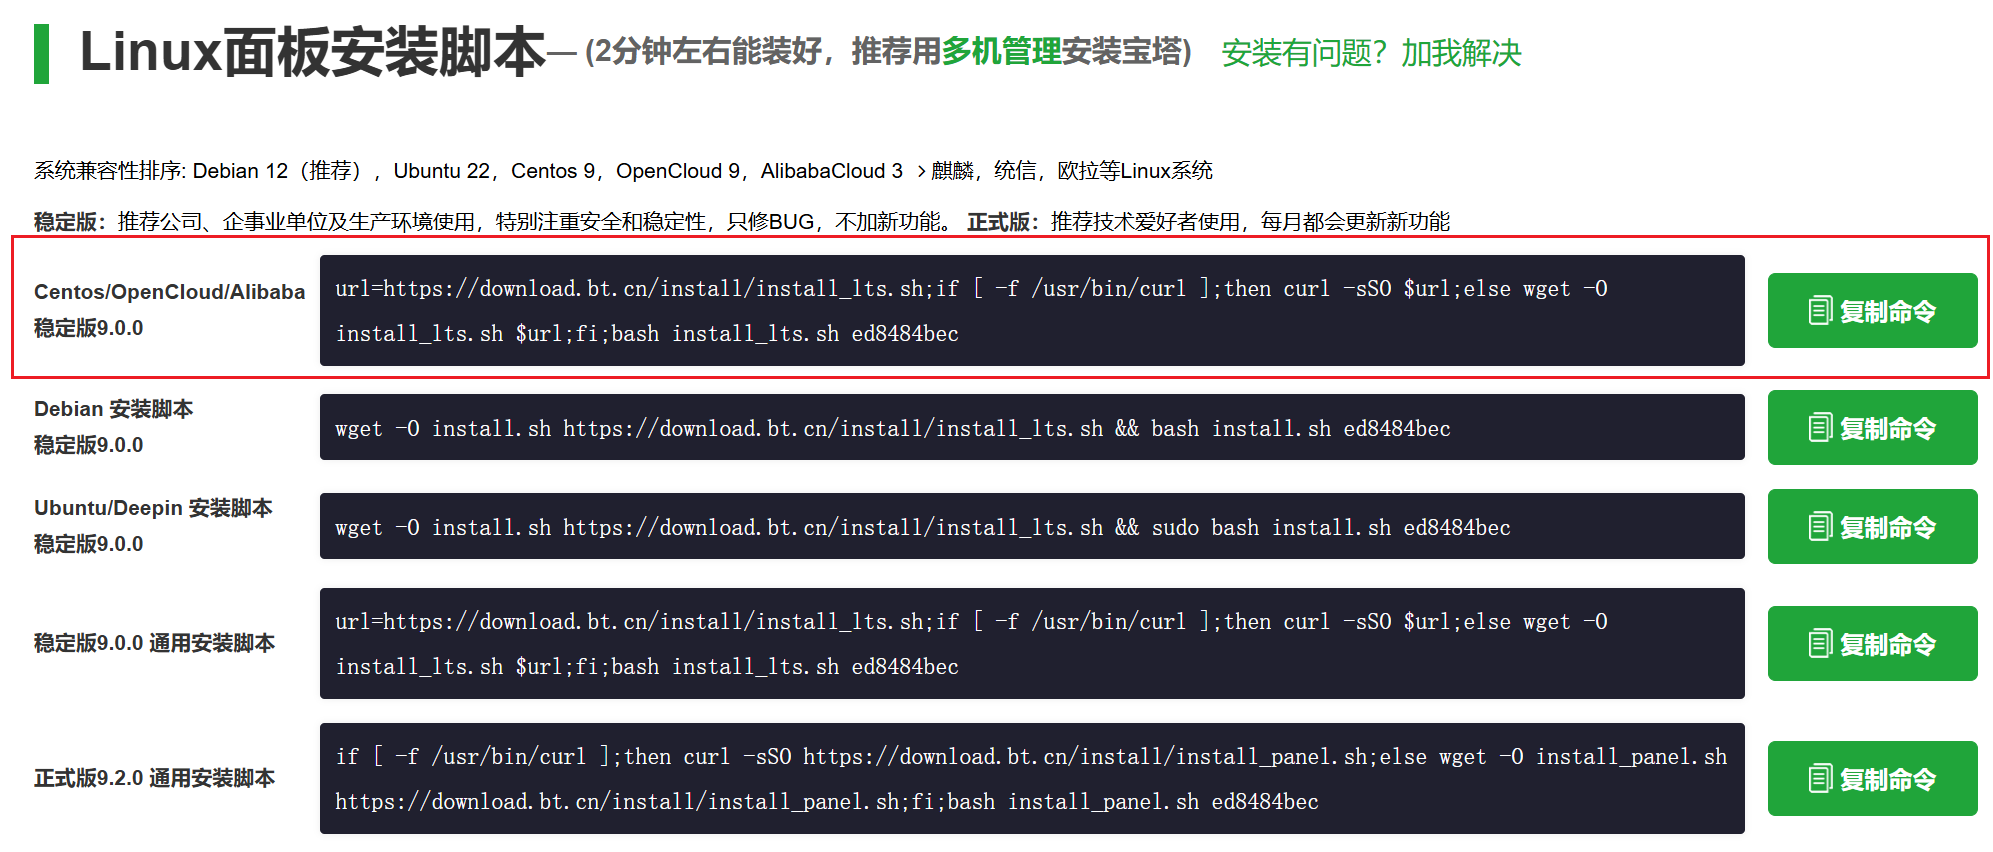 Linux面板安装脚本— (2分钟左右能装好，推荐用多机管理安装宝塔) 安装有问题？加我解决
系统兼容性排序: Debian 12（推荐），Ubuntu 22，Centos 9，OpenCloud 9，AlibabaCloud 3 > 麒麟，统信，欧拉等Linux系统
稳定版：推荐公司、企事业单位及生产环境使用，特别注重安全和稳定性，只修BUG，不加新功能。 正式版：推荐技术爱好者使用，每月都会更新新功能
Centos/OpenCloud/Alibaba
稳定版9.0.0
url=https://download.bt.cn/install/install_lts.sh;if [ -f /usr/bin/curl ];then curl -sSO $url;else wget -O
install_lts.sh $url;fi;bash install_lts.sh ed8484bec
复制命令
Debian 安装脚本
稳定版9.0.0
wget -O install.sh https://download.bt.cn/install/install_lts.sh && bash install.sh ed8484bec
复制命令
Ubuntu/Deepin 安装脚本
稳定版9.0.0
wget -O install.sh https://download.bt.cn/install/install_lts.sh && sudo bash install.sh ed8484bec
复制命令
稳定版9.0.0 通用安装脚本
url=https://download.bt.cn/install/install_lts.sh;if [ -f /usr/bin/curl ];then curl -sSO $url;else wget -O
install_lts.sh $url;fi;bash install_lts.sh ed8484bec
复制命令
正式版9.2.0 通用安装脚本
if [ -f /usr/bin/curl ];then curl -sSO https://download.bt.cn/install/install_panel.sh;else wget -O install_panel.sh
https://download.bt.cn/install/install_panel.sh;fi;bash install_panel.sh ed8484bec
复制命令